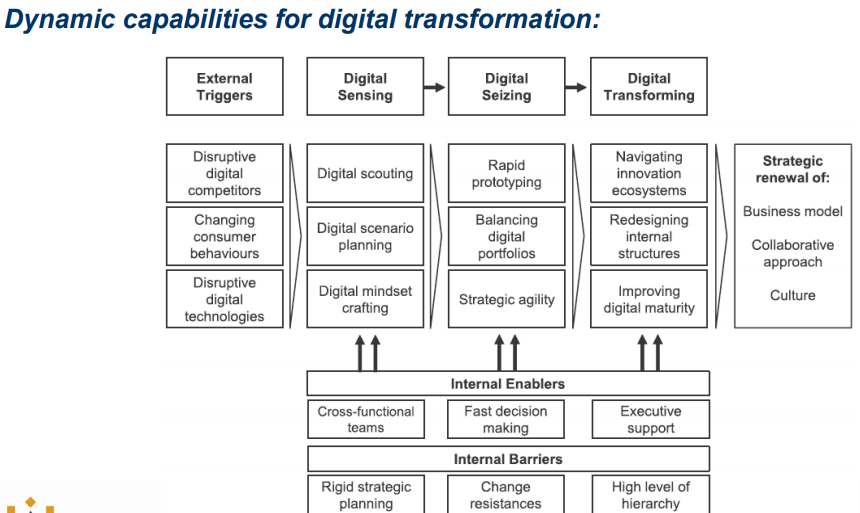 Dynamic capabilities for digital transformation:
External
Triggers
Digital
Sensing
Digital
Seizing
Digital
Transforming
Disruptive
digital
competitors
Changing
consumer
behaviours
Disruptive
digital
technologies
Digital scouting
Digital scenario
planning
Digital mindset
crafting
Rapid
prototyping
Balancing
digital
portfolios
Strategic agility
Navigating
innovation
ecosystems
Redesigning
internal
structures
Improving
digital maturity
Strategic
renewal of:
Business model
Collaborative
approach
Culture
Internal Enablers
Cross-functional
teams
Fast decision
making
Executive
support
Internal Barriers
Rigid strategic
planning
Change
resistances
High level of
hierarchy